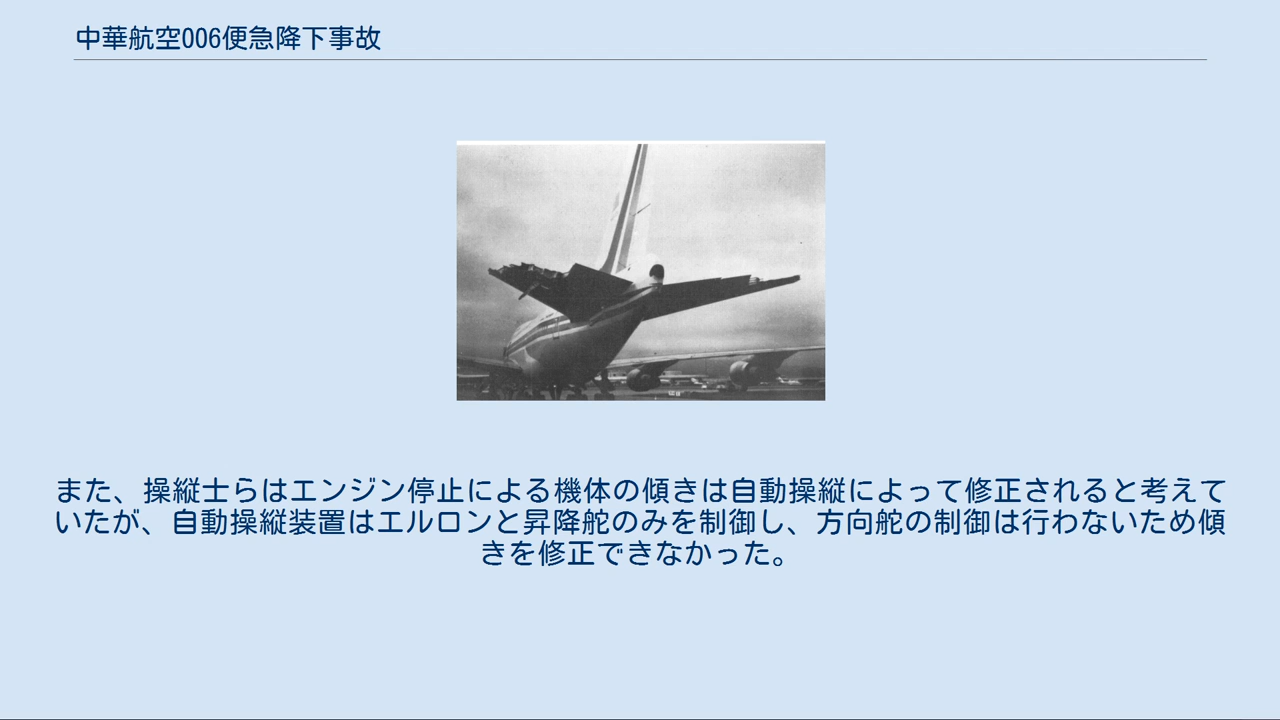 中華航空006便急降下事故
また、操縦士らはエンジン停止による機体の傾きは自動操縦によって修正されると考えて
いたが、自動操縦装置はエルロンと昇降舵のみを制御し、方向舵の制御は行わないため傾
きを修正できなかった。